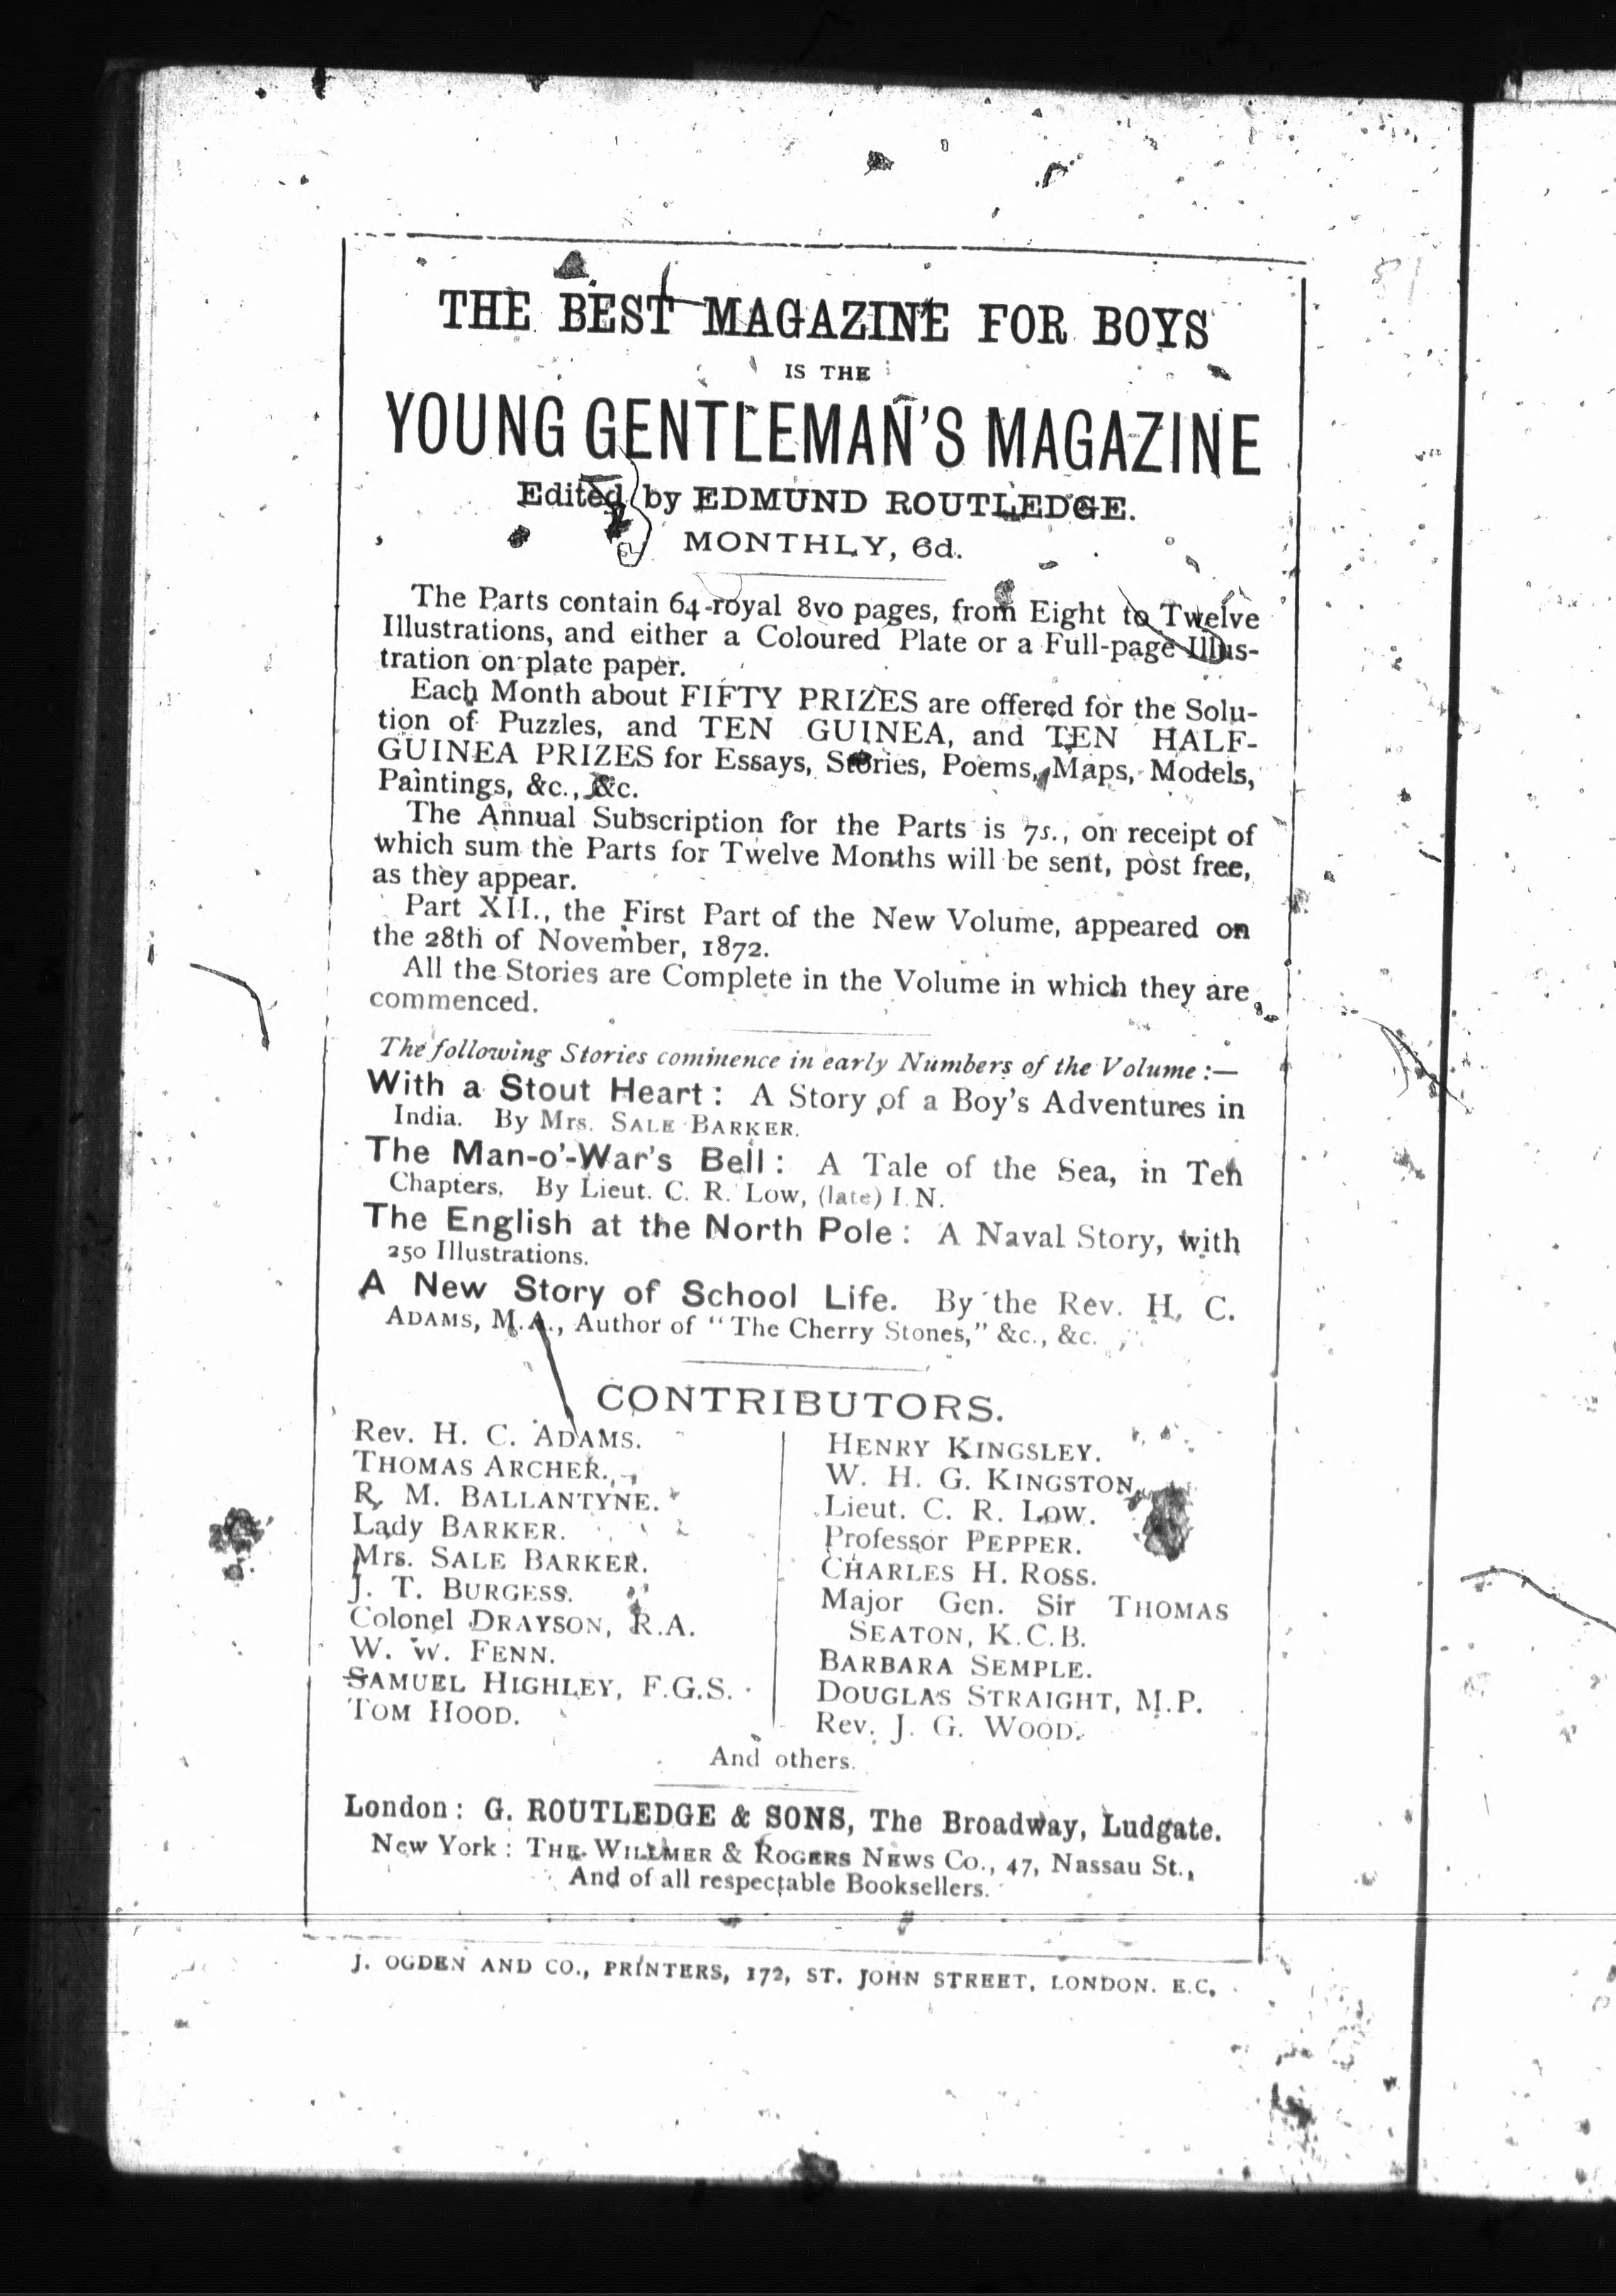 THE BEST MAGAZINE FOR BOYS
IS THE
YOUNG GENTLEMAN'S MAGAZINE
Edited by EDMUND ROUTLEDGE.
MONTHLY, 6d.
The Parts contain 64 royal 8vo pages, from Eight to Twelve
Illustrations, and either a Coloured Plate or a Full-page Illus-
tration on plate paper.
Each Month about FIFTY PRIZES are offered for the Solu-
tion of Puzzles, and TEN GUINEA, and TEN HALF-
GUINEA PRIZES for Essays, Stories, Poems, Maps, Models,
Paintings, &c., &c.
The Annual Subscription for the Parts is 7s., on receipt of
which sum the Parts for Twelve Months will be sent, post free,
as they appear.
Part XII., the First Part of the New Volume, appeared on
the 28th of November, 1872.
All the Stories are Complete in the Volume in which they are
commenced.
The following Stories commence in early Numbers of the Volume :—
With a Stout Heart: A Story of a Boy's Adventures in
India. By Mrs. SALE BARKER.
The Man-o'-War's Bell: A Tale of the Sea, in Ten
Chapters. By Lieut. C. R. Low, (late) I.N.
The English at the North Pole: A Naval Story, with
250 Illustrations.
A New Story of School Life. By the Rev. H. C.
ADAMS, M.A., Author of "The Cherry Stones," &c., &c.
CONTRIBUTORS.
Rev. H. C. ADAMS.
THOMAS ARCHER.
R. M. BALLANTYNE.
Lady BARKER.
Mrs. SALE BARKER.
J. T. BURGESS.
Colonel DRAYSON, R.A.
W. W. FENN.
SAMUEL HIGHLEY, F.G.S.
TOM HOOD.
HENRY KINGSLEY.
W. H. G. KINGSTON.
Lieut. C. R. LOW.
Professor PEPPER.
CHARLES H. ROSS.
Major Gen. Sir THOMAS
SEATON, K.C.B.
BARBARA SEMPLE.
DOUGLAS STRAIGHT, M.P.
Rev. J. G. WOOD.
And others.
London: G. ROUTLEDGE & SONS, The Broadway, Ludgate.
New York: THE WILLMER & ROGERS NEWS CO., 47, Nassau St.,
And of all respectable Booksellers.
J. OGDEN AND CO., PRINTERS, 172, ST. JOHN STREET, LONDON. E.C.